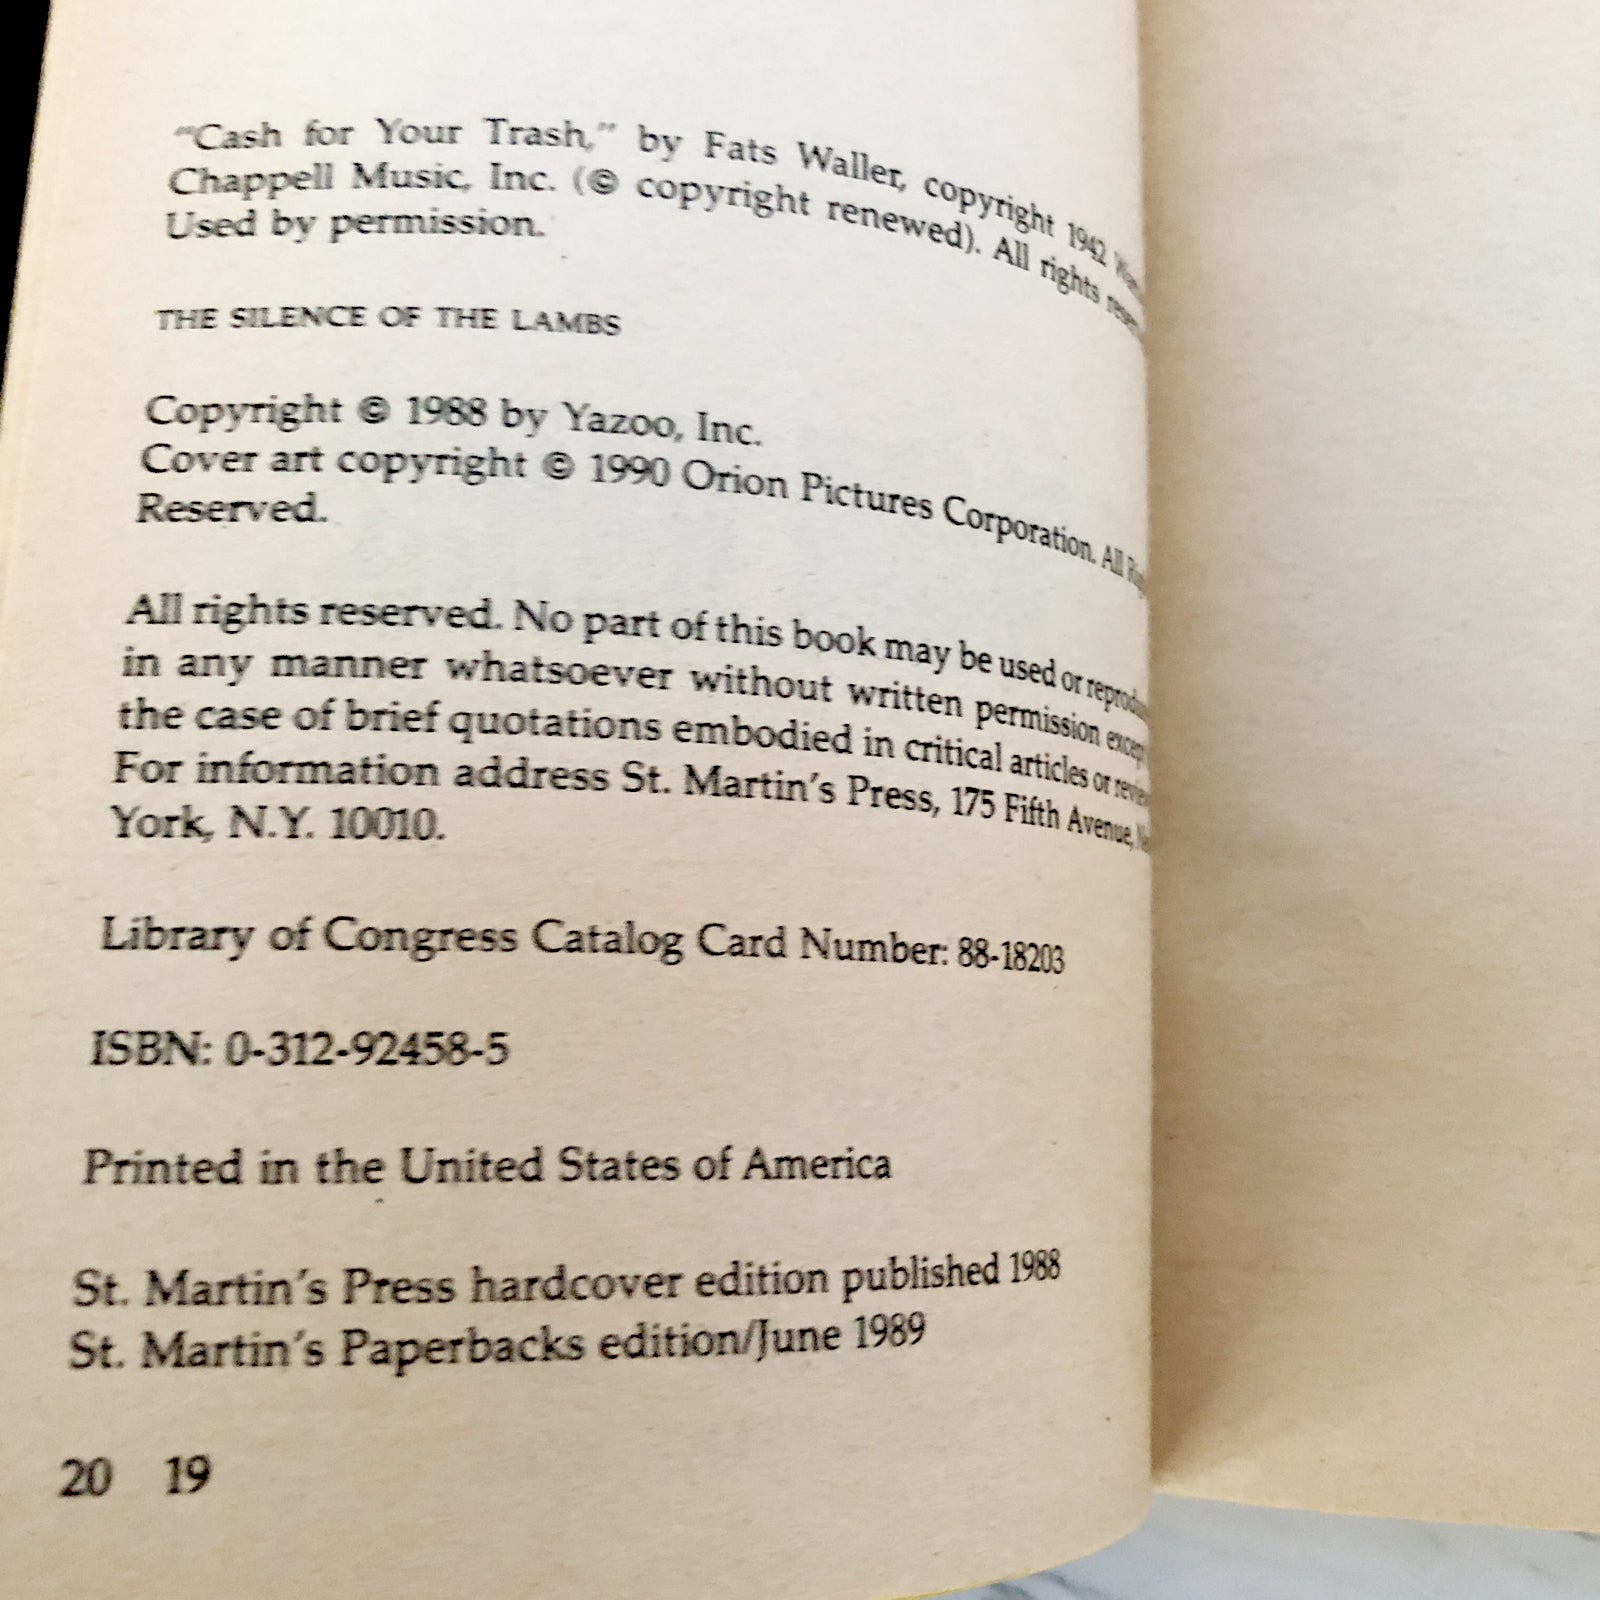 "Cash for Your Trash," by Fats Waller, copyright 1942
Chappell Music, Inc. (© copyright renewed). All rights
Used by permission.
THE SILENCE OF THE LAMBS
Copyright © 1988 by Yazoo, Inc.
Cover art copyright © 1990 Orion Pictures Corporation. All
Reserved.
All rights reserved. No part of this book may be used or
in any manner whatsoever without written permission except
the case of brief quotations embodied in critical articles or
For information address St. Martin's Press, 175 Fifth Avenue,
York, N.Y. 10010.
Library of Congress Catalog Card Number: 88-18203
ISBN: 0-312-92458-5
Printed in the United States of America
St. Martin's Press hardcover edition published 1988
St. Martin's Paperbacks edition/June 1989
20 19